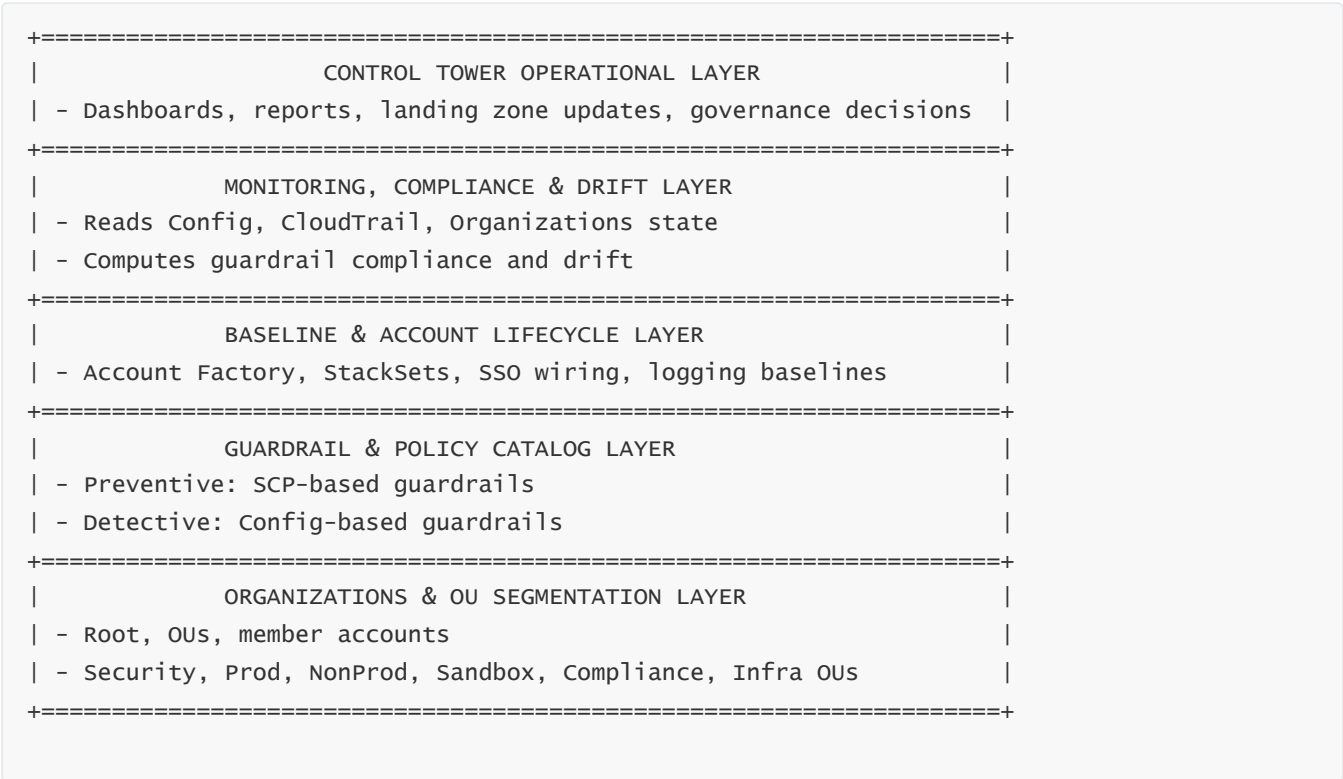 +====================================================================+
|                    CONTROL TOWER OPERATIONAL LAYER                 |
| - Dashboards, reports, landing zone updates, governance decisions  |
+====================================================================+
|             MONITORING, COMPLIANCE & DRIFT LAYER                   |
| - Reads Config, CloudTrail, Organizations state                    |
| - Computes guardrail compliance and drift                          |
+====================================================================+
|             BASELINE & ACCOUNT LIFECYCLE LAYER                     |
| - Account Factory, StackSets, SSO wiring, logging baselines        |
+====================================================================+
|             GUARDRAIL & POLICY CATALOG LAYER                       |
| - Preventive: SCP-based guardrails                                 |
| - Detective: Config-based guardrails                               |
+====================================================================+
|             ORGANIZATIONS & OU SEGMENTATION LAYER                  |
| - Root, OUs, member accounts                                       |
| - Security, Prod, NonProd, Sandbox, Compliance, Infra OUs          |
+====================================================================+